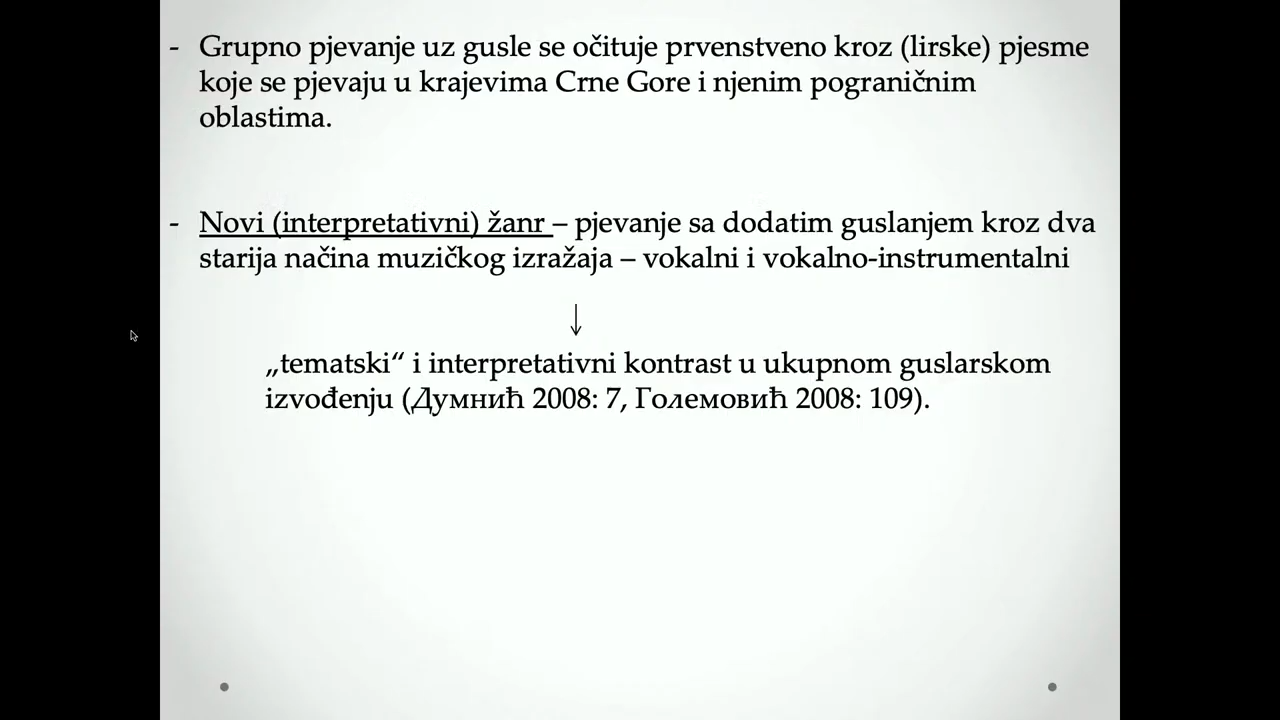 - Grupno pjevanje uz gusle se očituje prvenstveno kroz (lirske) pjesme
koje se pjevaju u krajevima Crne Gore i njenim pograničnim
oblastima.
- Novi (interpretativni) žanr – pjevanje sa dodatim guslanjem kroz dva
starija načina muzičkog izražaja – vokalni i vokalno-instrumentalni
↓
„tematski“ i interpretativni kontrast u ukupnom guslarskom
izvođenju (Думнић 2008: 7, Големовић 2008: 109).